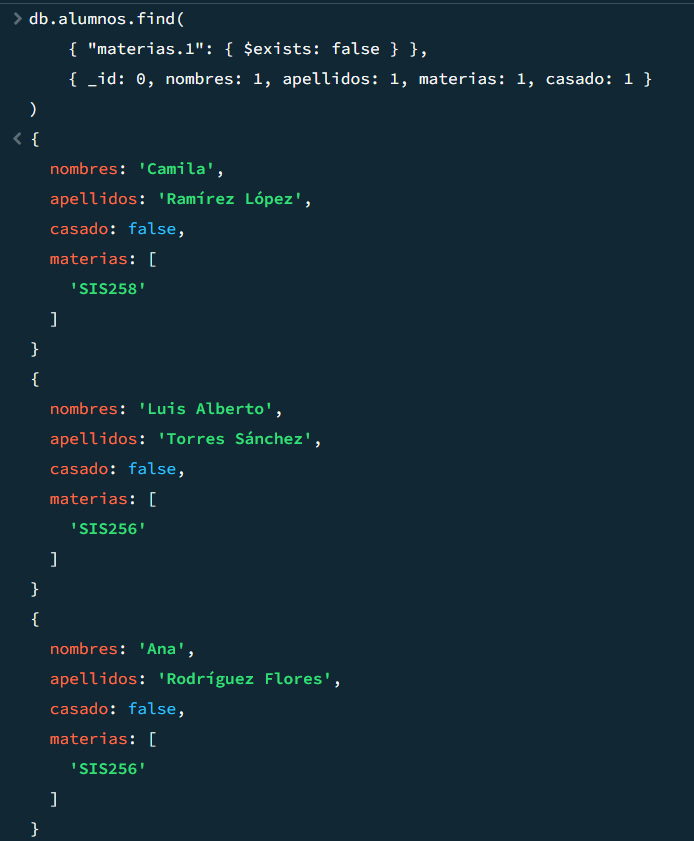 > db.alumnos.find(
{ "materias.1": { $exists: false } },
{ _id: 0, nombres: 1, apellidos: 1, materias: 1, casado: 1 }
)
< {
nombres: 'Camila',
apellidos: 'Ramírez López',
casado: false,
materias: [
'SIS258'
]
}
{
nombres: 'Luis Alberto',
apellidos: 'Torres Sánchez',
casado: false,
materias: [
'SIS256'
]
}
{
nombres: 'Ana',
apellidos: 'Rodríguez Flores',
casado: false,
materias: [
'SIS256'
]
}